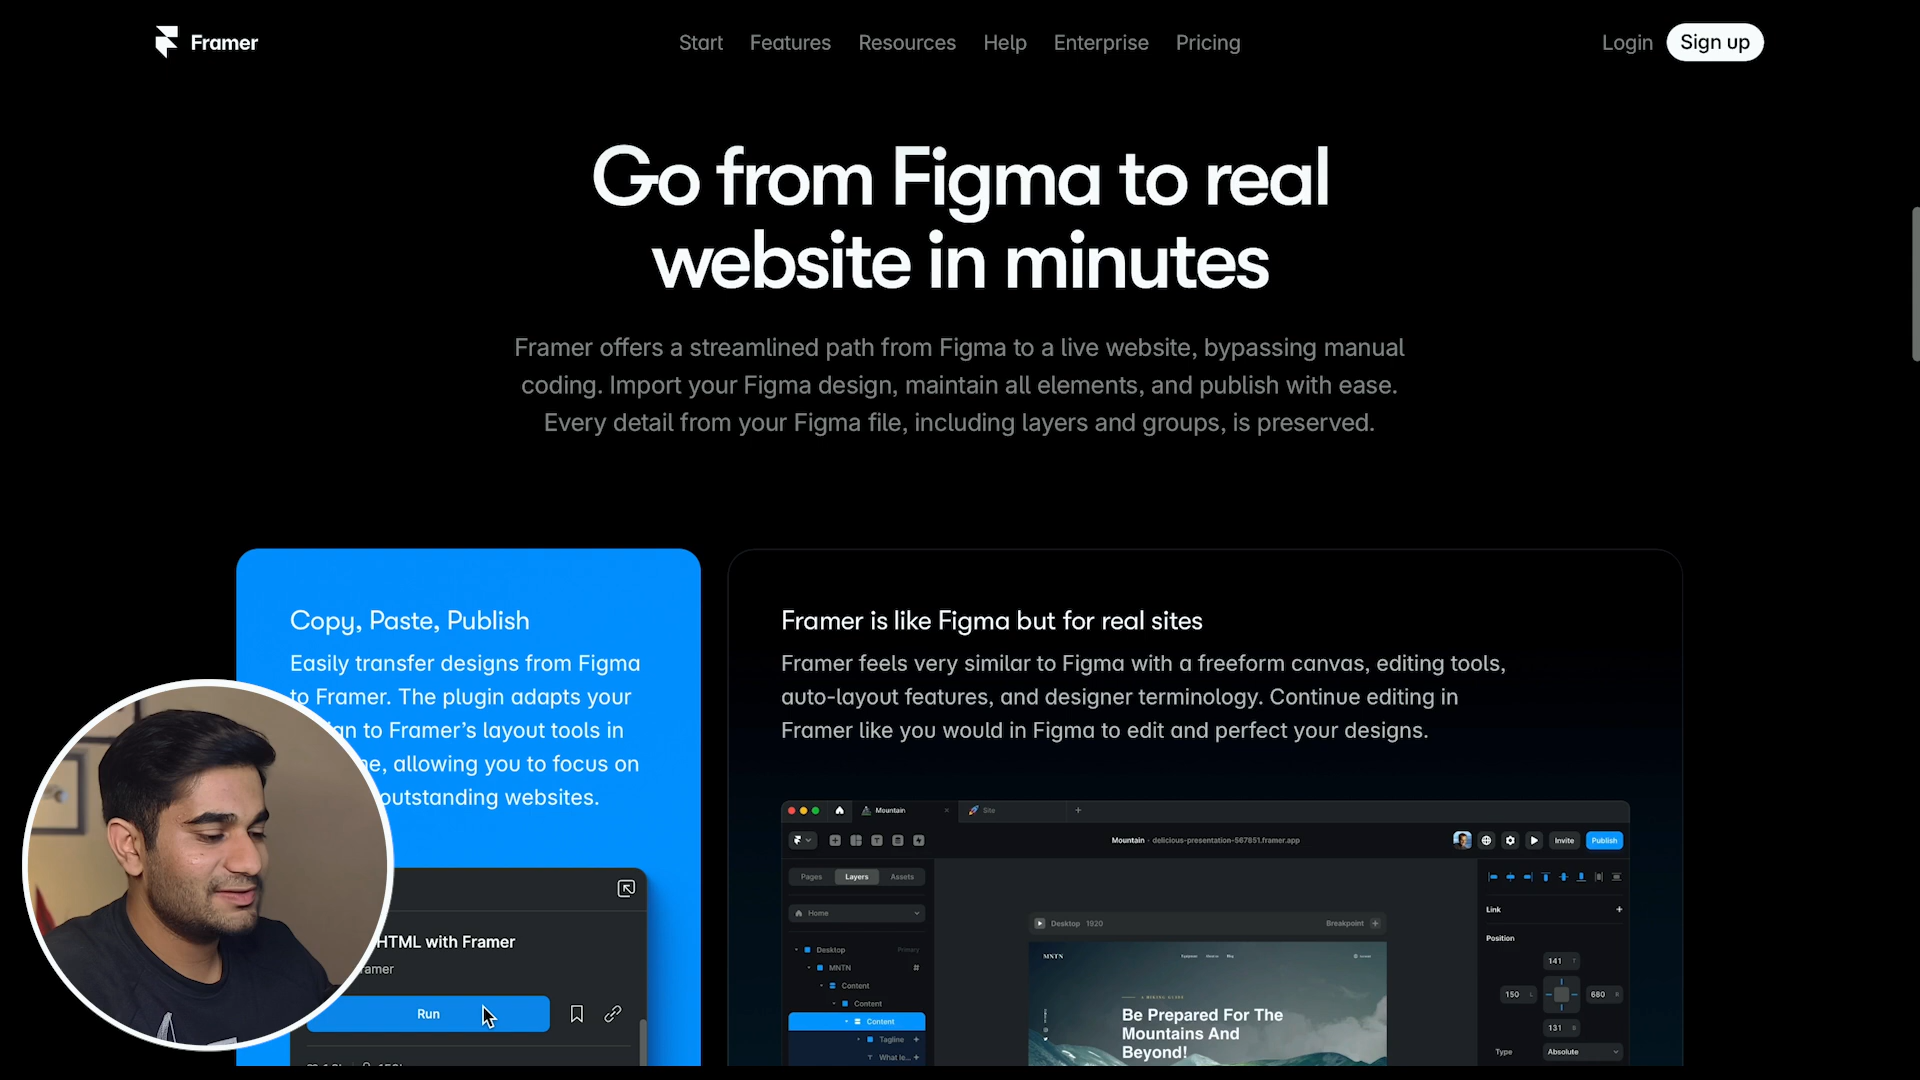 Framer
Start Features Resources Help Enterprise Pricing
Login Sign up
Go from Figma to real
website in minutes
Framer offers a streamlined path from Figma to a live website, bypassing manual
coding. Import your Figma design, maintain all elements, and publish with ease.
Every detail from your Figma file, including layers and groups, is preserved.
Copy, Paste, Publish
Easily transfer designs from Figma
to Framer. The plugin adapts your
to Framer’s layout tools in
allowing you to focus on
outstanding websites.
HTML with Framer
Run
Framer is like Figma but for real sites
Framer feels very similar to Figma with a freeform canvas, editing tools,
auto-layout features, and designer terminology. Continue editing in
Framer like you would in Figma to edit and perfect your designs.
Mountain
Site
Mountain · delicious-presentation-567851.framer.app
Invite Publish
Pages Layers Assets
Home
Desktop Primary
MNTN
Content
Content
Content
Tagline
What le...
Desktop 1920
Breakpoint
MNTN
A HIKING GUIDE
Be Prepared For The
Mountains And
Beyond!
Link
Position
141 T
150 L
680 R
131 B
Type Absolute